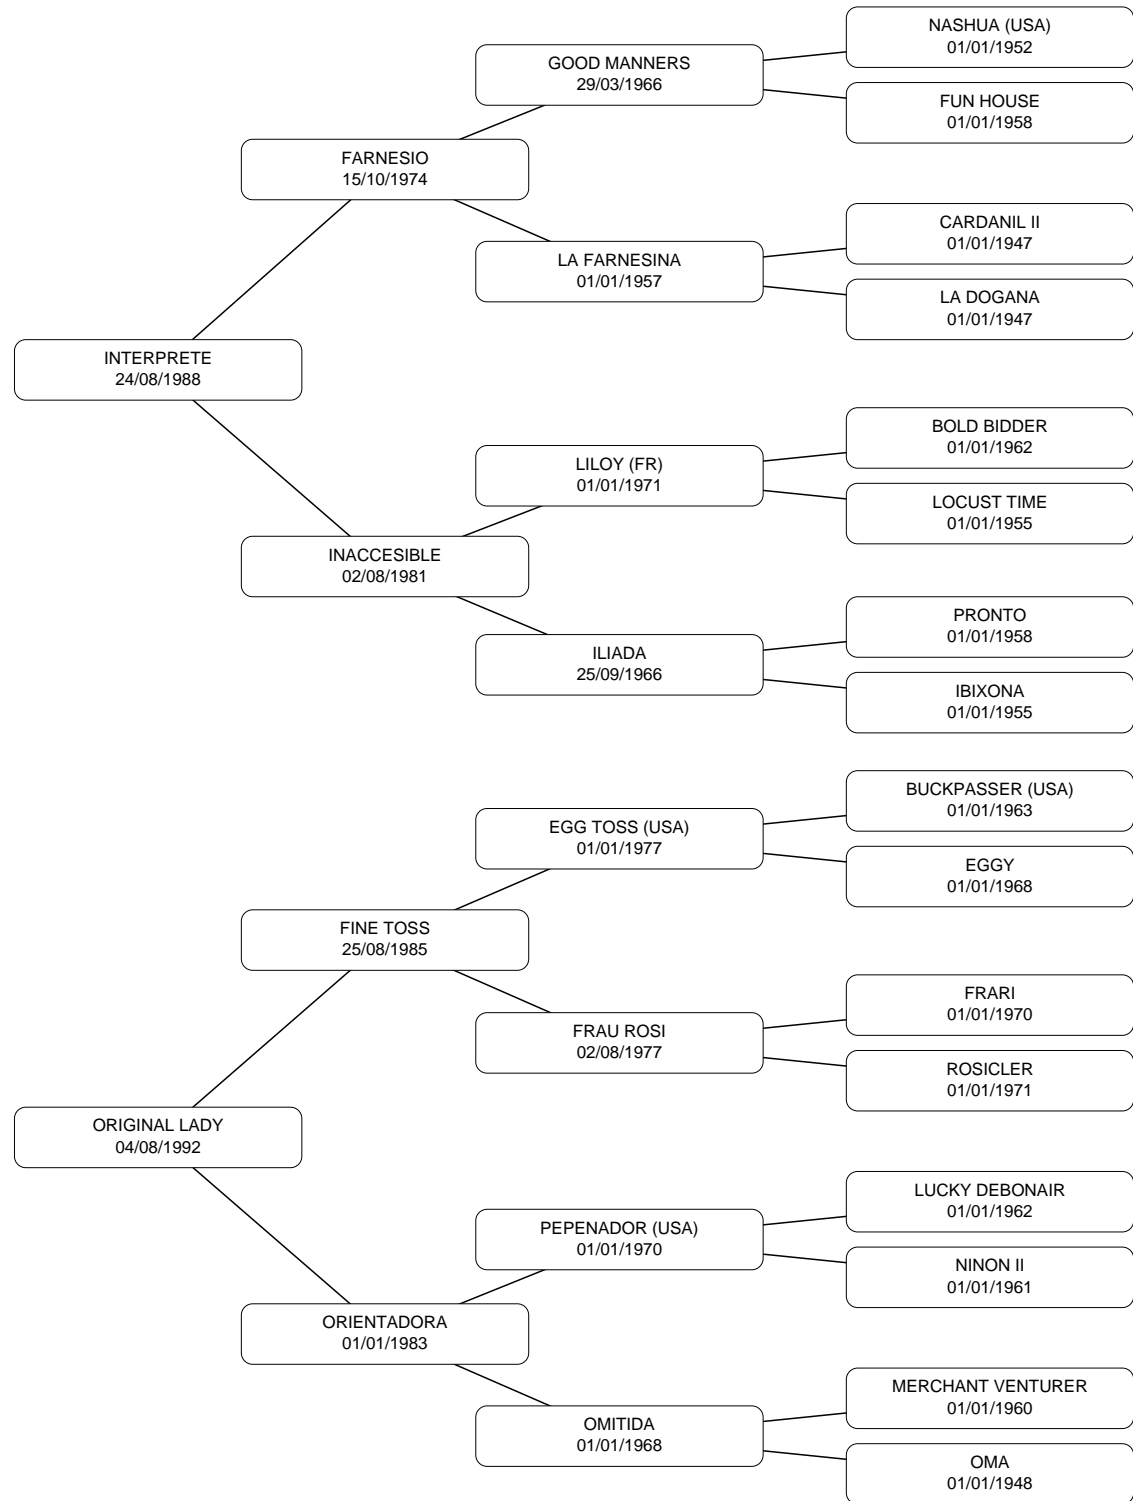 NASHUA (USA)
01/01/1952
GOOD MANNERS
29/03/1966
FUN HOUSE
01/01/1958
FARNESIO
15/10/1974
CARDANIL II
01/01/1947
LA FARNESINA
01/01/1957
LA DOGANA
01/01/1947
INTERPRETE
24/08/1988
BOLD BIDDER
01/01/1962
LILOY (FR)
01/01/1971
LOCUST TIME
01/01/1955
INACCESIBLE
02/08/1981
PRONTO
01/01/1958
ILIADA
25/09/1966
IBIXONA
01/01/1955
BUCKPASSER (USA)
01/01/1963
EGG TOSS (USA)
01/01/1977
EGGY
01/01/1968
FINE TOSS
25/08/1985
FRARI
01/01/1970
FRAU ROSI
02/08/1977
ROSICLER
01/01/1971
ORIGINAL LADY
04/08/1992
LUCKY DEBONAIR
01/01/1962
PEPENADOR (USA)
01/01/1970
NINON II
01/01/1961
ORIENTADORA
01/01/1983
MERCHANT VENTURER
01/01/1960
OMITIDA
01/01/1968
OMA
01/01/1948